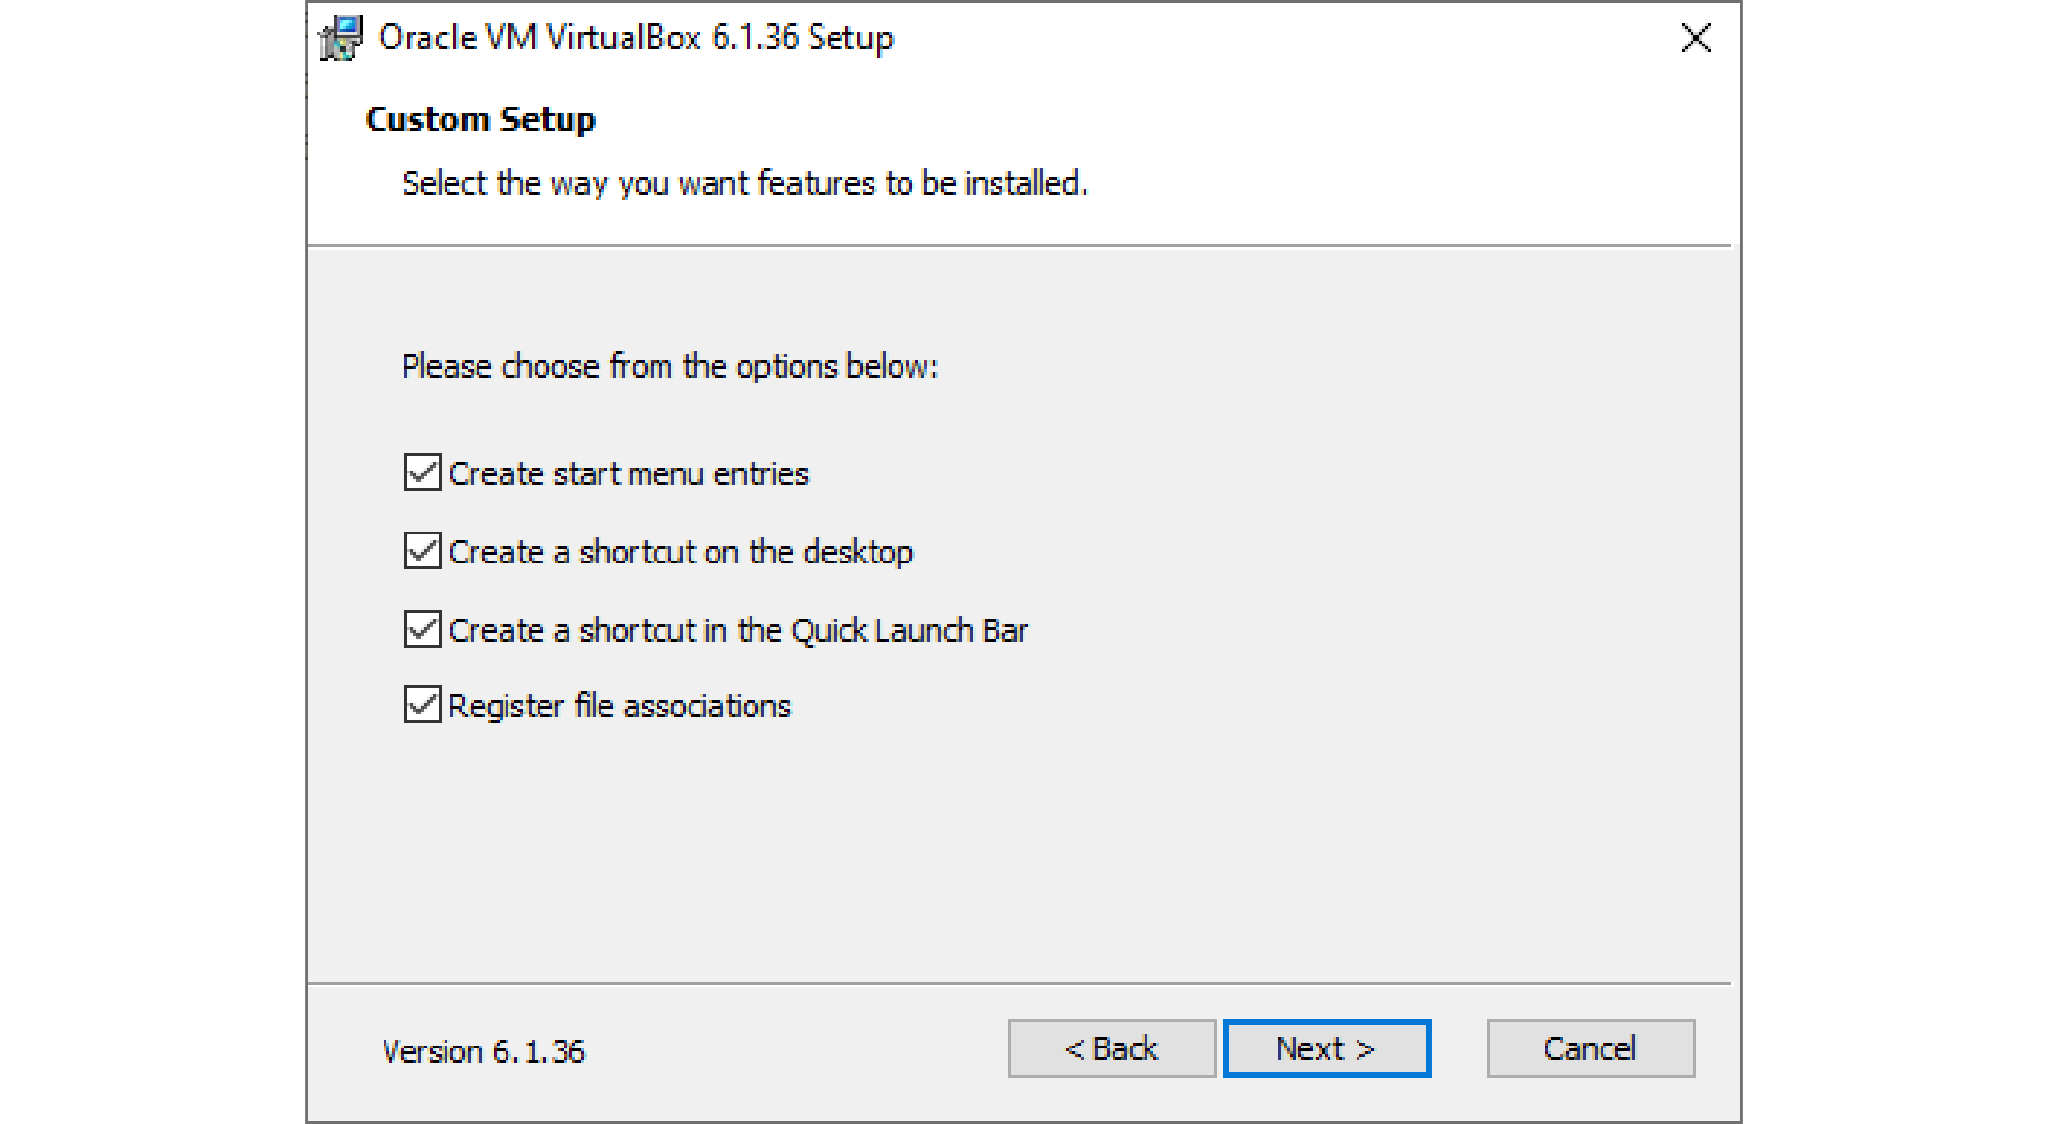 Oracle VM VirtualBox 6.1.36 Setup
Custom Setup
Select the way you want features to be installed.
Please choose from the options below:
Create start menu entries
Create a shortcut on the desktop
Create a shortcut in the Quick Launch Bar
Register file associations
Version 6.1.36
< Back
Next >
Cancel